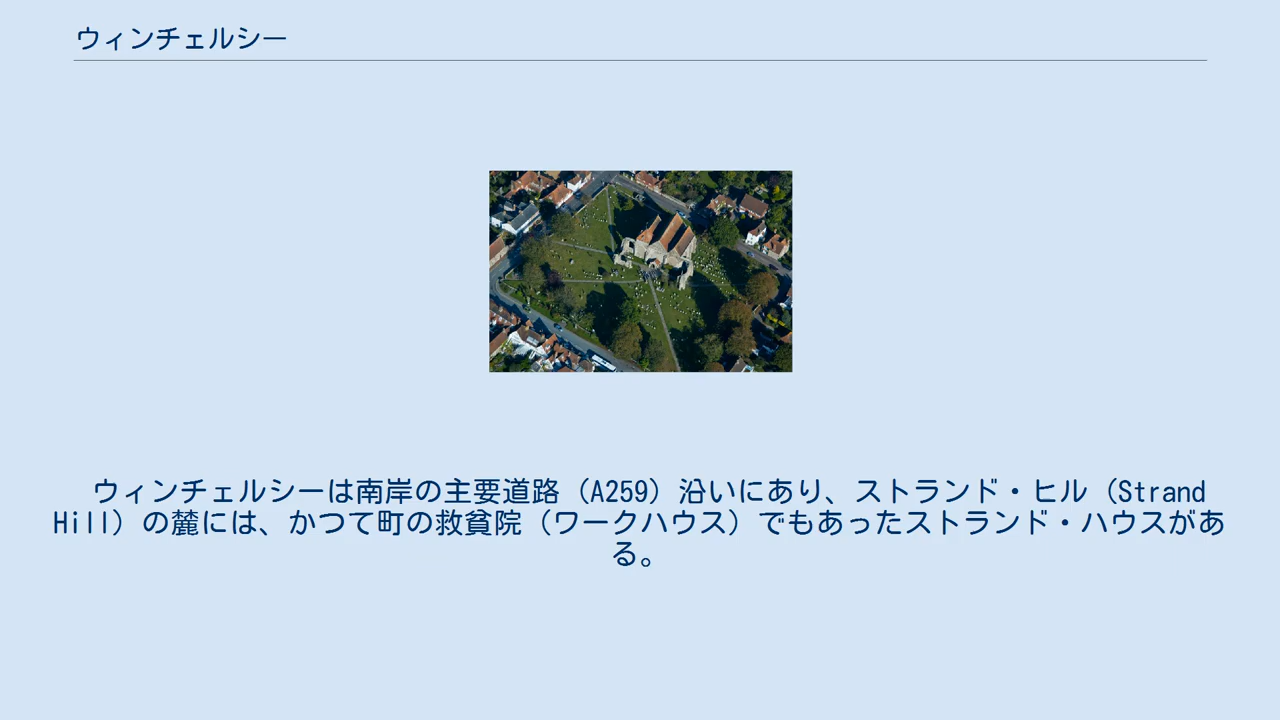 ウィンチェルシー
ウィンチェルシーは南岸の主要道路（A259）沿いにあり、ストランド・ヒル（Strand
Hill）の麓には、かつて町の救貧院（ワークハウス）でもあったストランド・ハウスがあ
る。